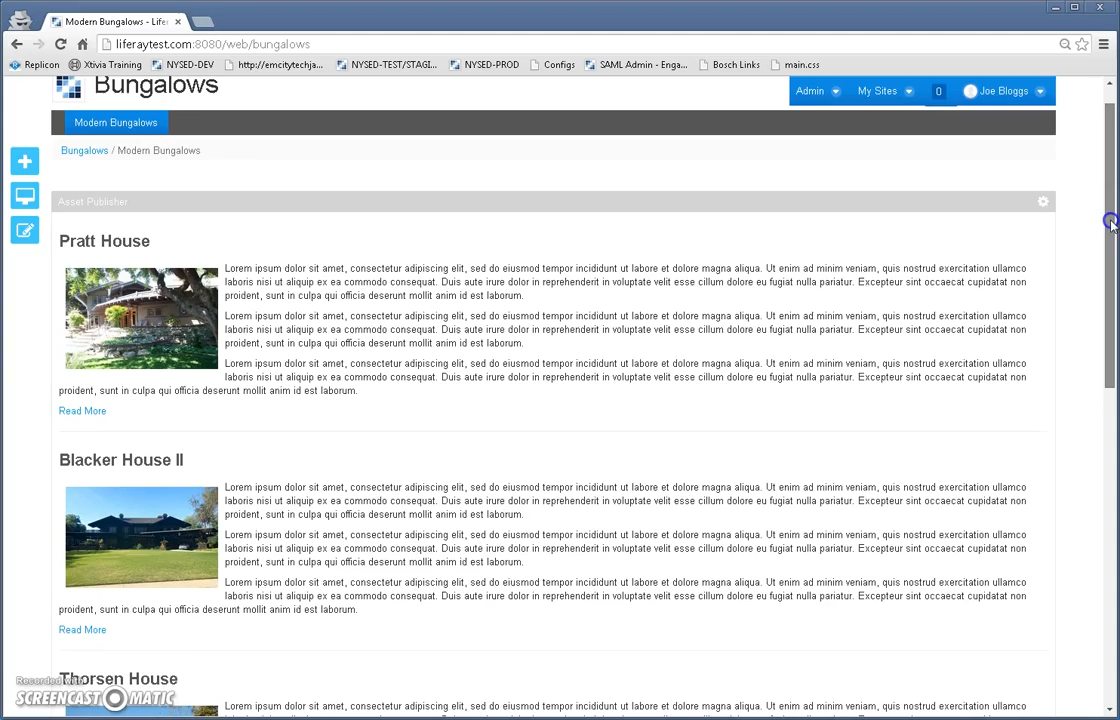 Modern Bungalows - Lifer
liferaytest.com:8080/web/bungalows
Replicon Xtivia Training NYSED-DEV http://emcitytechja... NYSED-TEST/STAGI... NYSED-PROD Configs SAML Admin - Enga... Bosch Links main.css
Bungalows
Admin My Sites 0 Joe Bloggs
Modern Bungalows
Bungalows / Modern Bungalows
Asset Publisher
Pratt House
Lorem ipsum dolor sit amet, consectetur adipiscing elit, sed do eiusmod tempor incididunt ut labore et dolore magna aliqua. Ut enim ad minim veniam, quis nostrud exercitation ullamco
laboris nisi ut aliquip ex ea commodo consequat. Duis aute irure dolor in reprehenderit in voluptate velit esse cillum dolore eu fugiat nulla pariatur. Excepteur sint occaecat cupidatat non
proident, sunt in culpa qui officia deserunt mollit anim id est laborum.
Lorem ipsum dolor sit amet, consectetur adipiscing elit, sed do eiusmod tempor incididunt ut labore et dolore magna aliqua. Ut enim ad minim veniam, quis nostrud exercitation ullamco
laboris nisi ut aliquip ex ea commodo consequat. Duis aute irure dolor in reprehenderit in voluptate velit esse cillum dolore eu fugiat nulla pariatur. Excepteur sint occaecat cupidatat non
proident, sunt in culpa qui officia deserunt mollit anim id est laborum.
Lorem ipsum dolor sit amet, consectetur adipiscing elit, sed do eiusmod tempor incididunt ut labore et dolore magna aliqua. Ut enim ad minim veniam, quis nostrud exercitation ullamco
laboris nisi ut aliquip ex ea commodo consequat. Duis aute irure dolor in reprehenderit in voluptate velit esse cillum dolore eu fugiat nulla pariatur. Excepteur sint occaecat cupidatat non
proident, sunt in culpa qui officia deserunt mollit anim id est laborum.
Read More
Blacker House II
Lorem ipsum dolor sit amet, consectetur adipiscing elit, sed do eiusmod tempor incididunt ut labore et dolore magna aliqua. Ut enim ad minim veniam, quis nostrud exercitation ullamco
laboris nisi ut aliquip ex ea commodo consequat. Duis aute irure dolor in reprehenderit in voluptate velit esse cillum dolore eu fugiat nulla pariatur. Excepteur sint occaecat cupidatat non
proident, sunt in culpa qui officia deserunt mollit anim id est laborum.
Lorem ipsum dolor sit amet, consectetur adipiscing elit, sed do eiusmod tempor incididunt ut labore et dolore magna aliqua. Ut enim ad minim veniam, quis nostrud exercitation ullamco
laboris nisi ut aliquip ex ea commodo consequat. Duis aute irure dolor in reprehenderit in voluptate velit esse cillum dolore eu fugiat nulla pariatur. Excepteur sint occaecat cupidatat non
proident, sunt in culpa qui officia deserunt mollit anim id est laborum.
Lorem ipsum dolor sit amet, consectetur adipiscing elit, sed do eiusmod tempor incididunt ut labore et dolore magna aliqua. Ut enim ad minim veniam, quis nostrud exercitation ullamco
laboris nisi ut aliquip ex ea commodo consequat. Duis aute irure dolor in reprehenderit in voluptate velit esse cillum dolore eu fugiat nulla pariatur. Excepteur sint occaecat cupidatat non
proident, sunt in culpa qui officia deserunt mollit anim id est laborum.
Read More
Thorsen House
Lorem ipsum dolor sit amet, consectetur adipiscing elit, sed do eiusmod tempor incididunt ut labore et dolore magna aliqua. Ut enim ad minim veniam, quis nostrud exercitation ullamco
Recorded with
SCREENCAST-O-MATIC